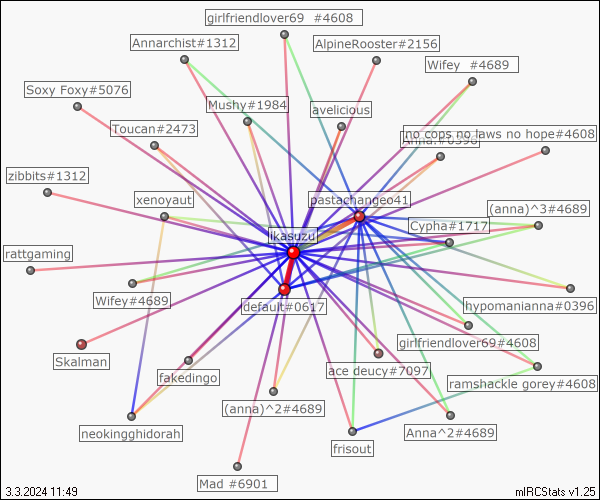 girlfriendlover69 #4608
Annarchist#1312
AlpineRooster#2156
Wifey #4689
Soxy Foxy#5076
Mushy#1984
avelicious
Toucan#2473
no cops no laws no hope#4608
zibbits#1312
xenoyaut
pastachangeo41
(anna)^3#4689
Cypha#1717
ikasuzu
rattgaming
Wifey#4689
default#0617
hypomanianna#0396
girlfriendlover69#4608
Skalman
fakedingo
ace deucy#7097
ramshackle gorey#4608
(anna)^2#4689
neokingghidorah
Anna^2#4689
frisout
Mad #6901
3.3.2024 11:49
mIRCStats v1.25